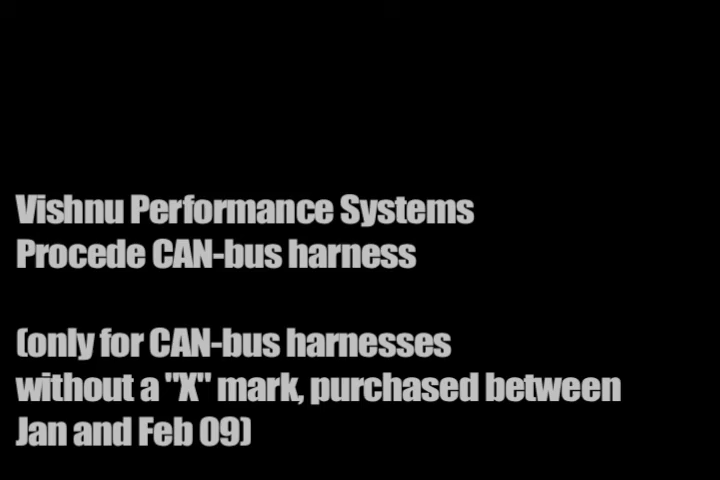 Vishnu Performance Systems
Procede CAN-bus harness
(only for CAN-bus harnesses
without a "X" mark, purchased between
Jan and Feb 09)